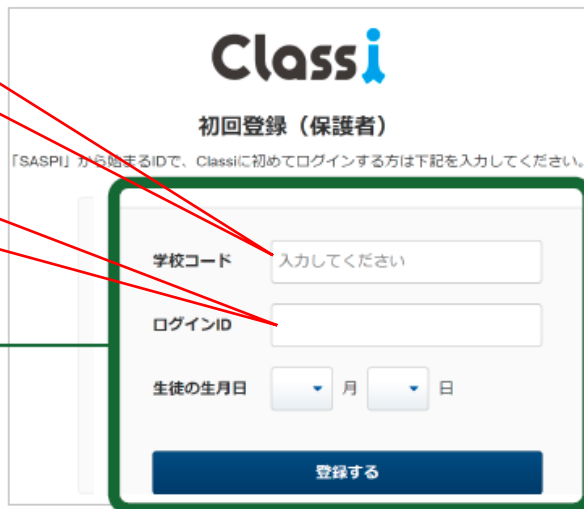 Classi
初回登録（保護者）
「SASPI」から始まるIDで、Classiに初めてログインする方は下記を入力してください。
学校コード 入力してください
ログインID
生徒の生月日 月 日
登録する